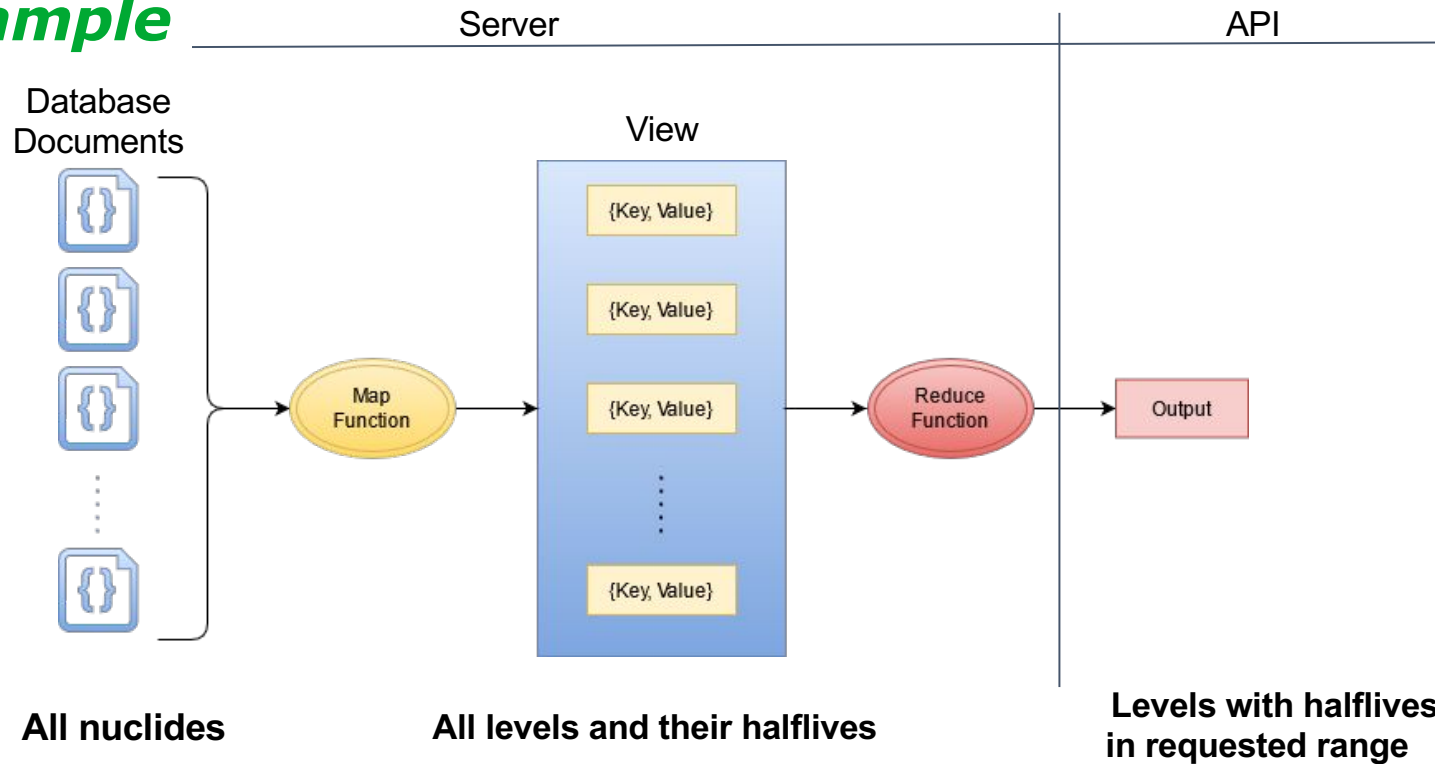 ample
Server
API
Database
Documents
View
{}
{Key, Value}
{}
{Key, Value}
{}
Map
Function
{Key, Value}
Reduce
Function
Output
{}
{Key, Value}
All nuclides
All levels and their halflives
Levels with halflives
in requested range